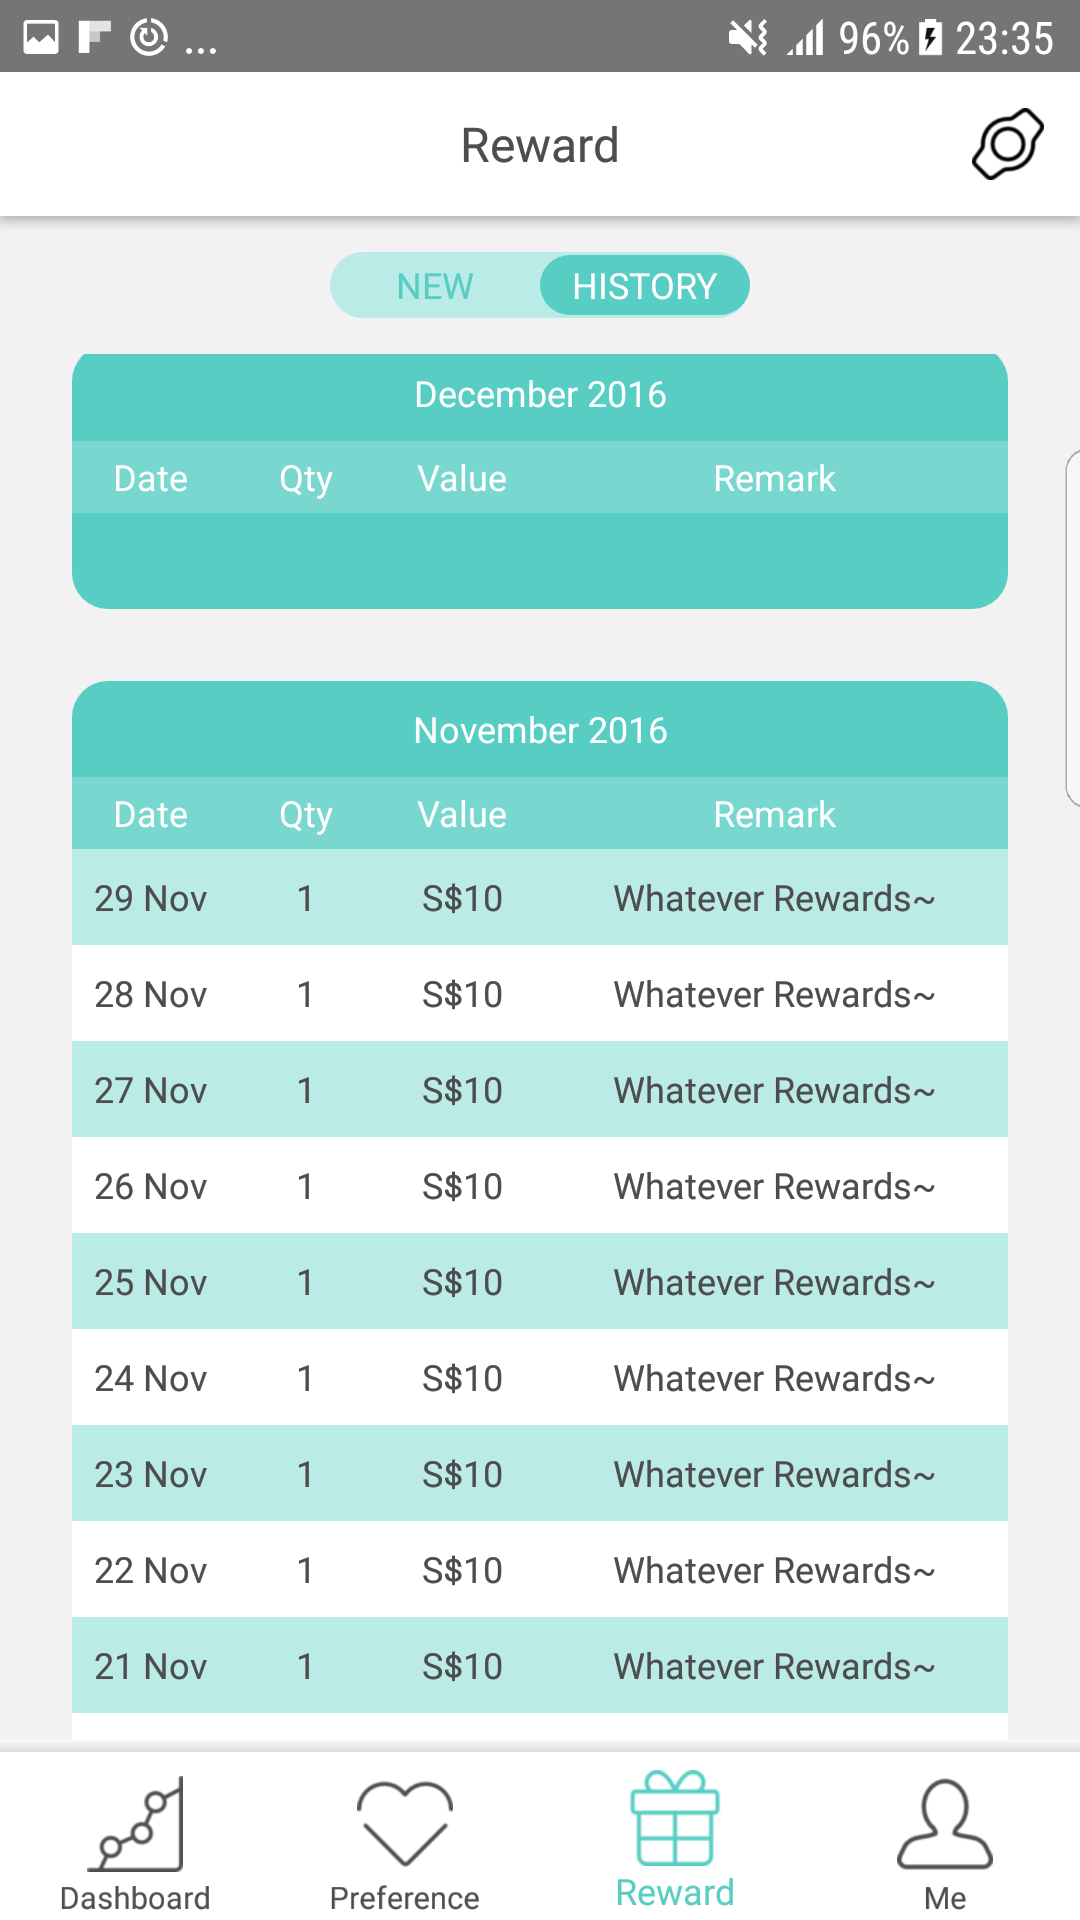 ... 96% 23:35
Reward
NEW HISTORY
December 2016
Date Qty Value Remark
November 2016
Date Qty Value Remark
29 Nov 1 S$10 Whatever Rewards~
28 Nov 1 S$10 Whatever Rewards~
27 Nov 1 S$10 Whatever Rewards~
26 Nov 1 S$10 Whatever Rewards~
25 Nov 1 S$10 Whatever Rewards~
24 Nov 1 S$10 Whatever Rewards~
23 Nov 1 S$10 Whatever Rewards~
22 Nov 1 S$10 Whatever Rewards~
21 Nov 1 S$10 Whatever Rewards~
Dashboard Preference Reward Me